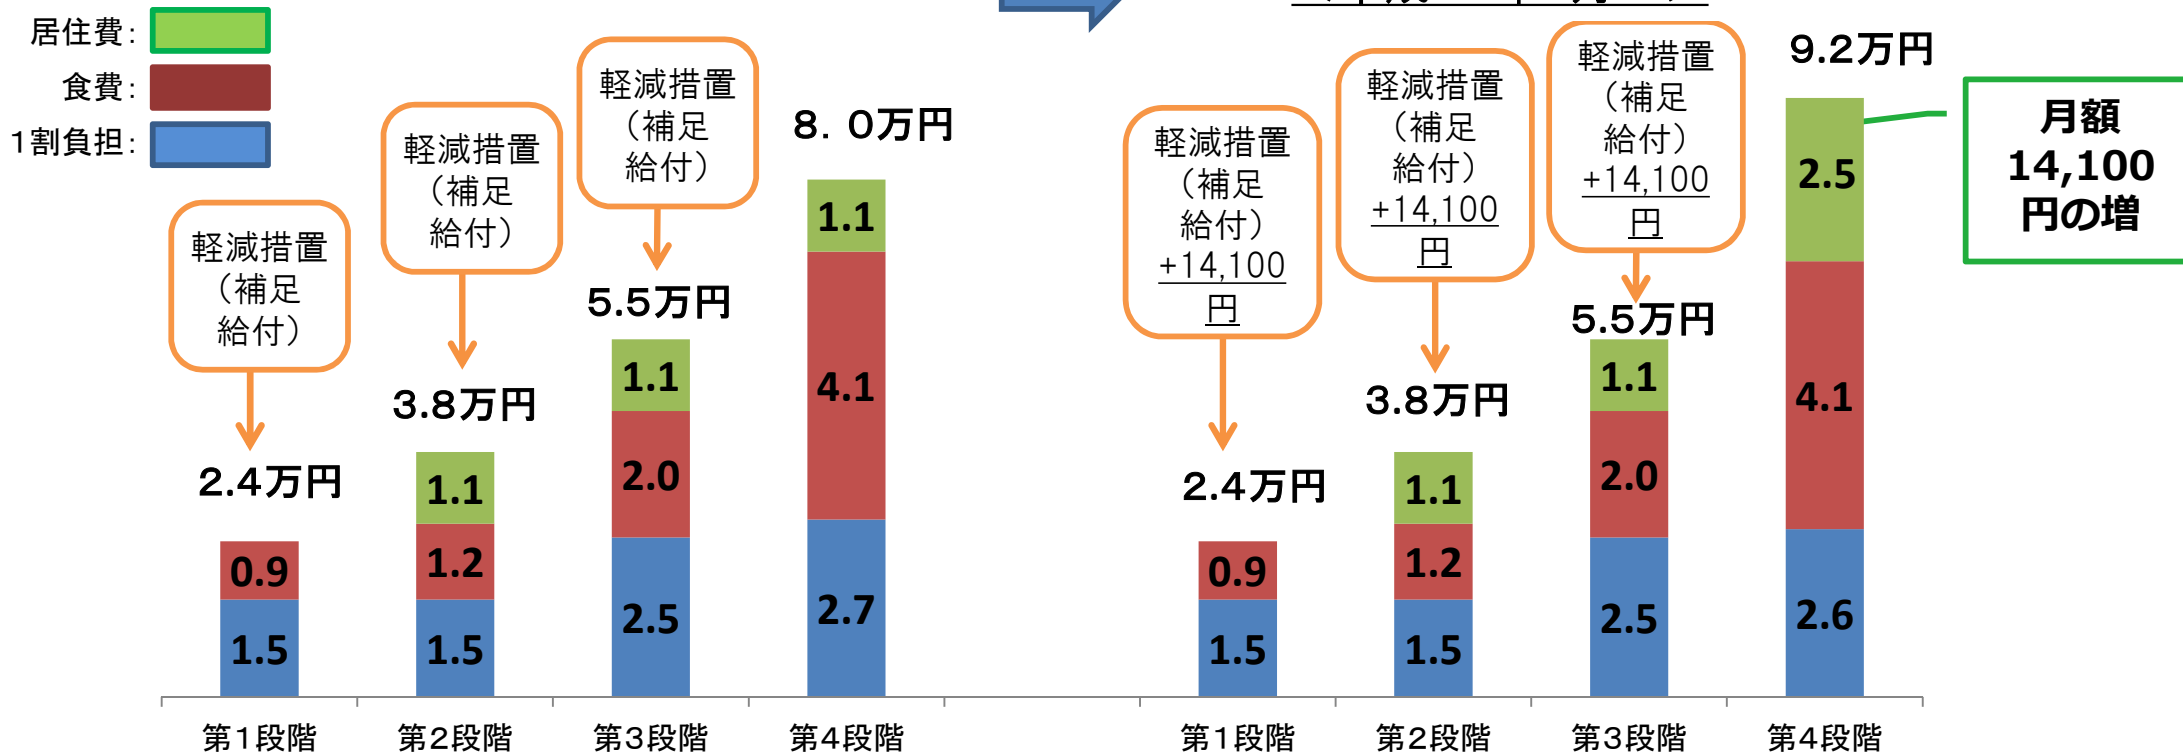 居住費：
食費：
１割負担：
軽減措置
（補足
給付）
2.4万円
0.9
1.5
軽減措置
（補足
給付）
3.8万円
1.1
1.2
1.5
軽減措置
（補足
給付）
5.5万円
1.1
2.0
2.5
8．0万円
1.1
4.1
2.7
第１段階
第２段階
第３段階
第４段階
軽減措置
（補足
給付）
+14,100
円
2.4万円
0.9
1.5
軽減措置
（補足
給付）
+14,100
円
3.8万円
1.1
1.2
1.5
軽減措置
（補足
給付）
+14,100
円
5.5万円
1.1
2.0
2.5
9.2万円
2.5
4.1
2.6
月額
14,100
円の増
第１段階
第２段階
第３段階
第４段階